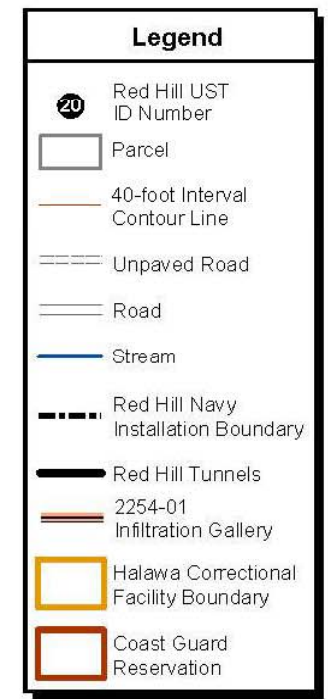 Legend
20
Red Hill UST
ID Number
Parcel
40-foot Interval
Contour Line
Unpaved Road
Road
Stream
Red Hill Navy
Installation Boundary
Red Hill Tunnels
2254-01
Infiltration Gallery
Halawa Correctional
Facility Boundary
Coast Guard
Reservation